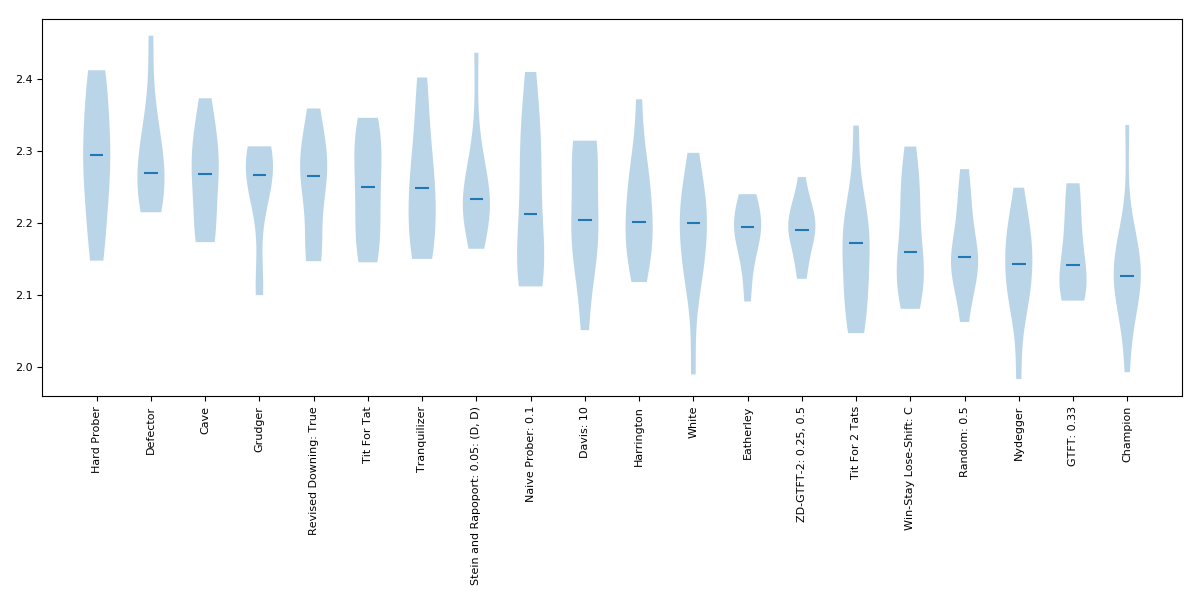 2.4
2.3
2.2
2.1
2.0
Hard Prober
Defector
Cave
Grudger
Revised Downing: True
Tit For Tat
Tranquilizer
Stein and Rapoport: 0.05: (D, D)
Naive Prober: 0.1
Davis: 10
Harrington
White
Eatherley
ZD-GTFT-2: 0.25, 0.5
Tit For 2 Tats
Win-Stay Lose-Shift: C
Random: 0.5
Nydegger
GTFT: 0.33
Champion